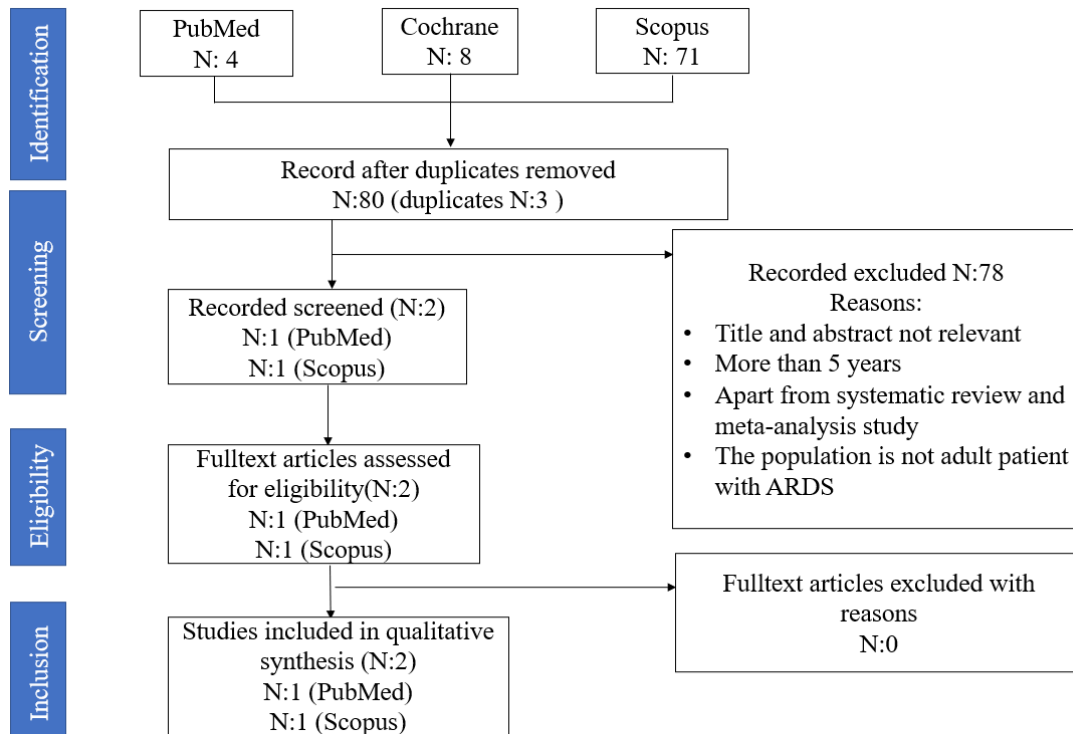 Identification
PubMed
N: 4
Cochrane
N: 8
Scopus
N: 71
Record after duplicates removed
N:80 (duplicates N:3 )
Screening
Recorded screened (N:2)
N:1 (PubMed)
N:1 (Scopus)
Recorded excluded N:78
Reasons:
• Title and abstract not relevant
• More than 5 years
• Apart from systematic review and
meta-analysis study
• The population is not adult patient
with ARDS
Eligibility
Fulltext articles assessed
for eligibility(N:2)
N:1 (PubMed)
N:1 (Scopus)
Fulltext articles excluded with
reasons
N:0
Inclusion
Studies included in qualitative
synthesis (N:2)
N:1 (PubMed)
N:1 (Scopus)